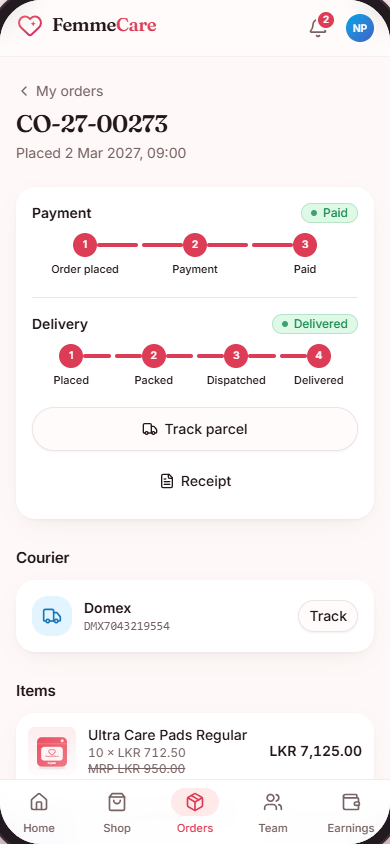 FemmeCare
2
NP
My orders
CO-27-00273
Placed 2 Mar 2027, 09:00
Payment
Paid
1
2
3
Order placed
Payment
Paid
Delivery
Delivered
1
2
3
4
Placed
Packed
Dispatched
Delivered
Track parcel
Receipt
Courier
Domex
DMX7043219554
Track
Items
Ultra Care Pads Regular
10 × LKR 712.50
MRP LKR 950.00
LKR 7,125.00
Home
Shop
Orders
Team
Earnings